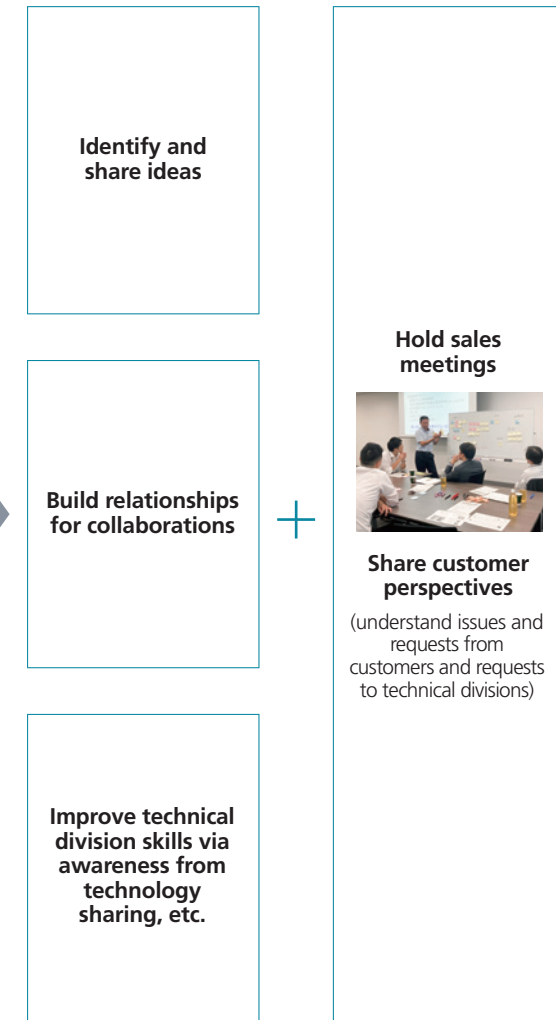 Identify and
share ideas
Build relationships
for collaborations
Improve technical
division skills via
awareness from
technology
sharing, etc.
+
Hold sales
meetings
Share customer
perspectives
(understand issues and
requests from
customers and requests
to technical divisions)